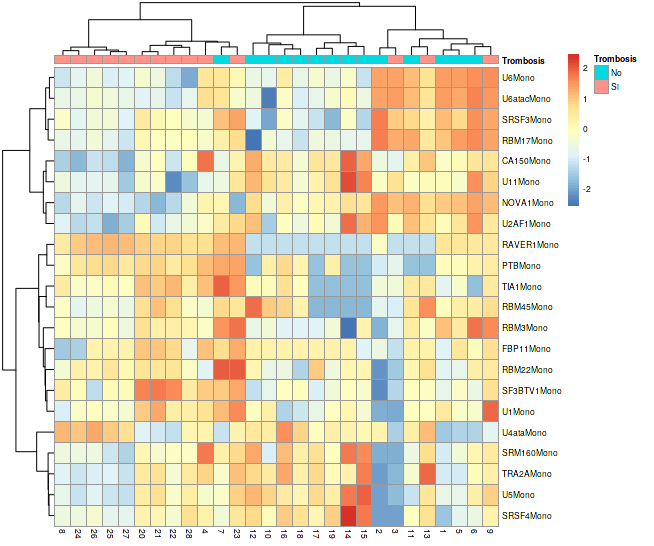 Trombosis
U6Mono
U6atacMono
SRSF3Mono
RBM17Mono
CA150Mono
U11Mono
NOVA1Mono
U2AF1Mono
RAVER1Mono
PTBMono
TIA1Mono
RBM45Mono
RBM3Mono
FBP11Mono
RBM22Mono
SF3BTV1Mono
U1Mono
U4ataMono
SRM160Mono
TRA2AMono
U5Mono
SRSF4Mono
8 24 26 25 27 20 21 22 28 4 7 23 12 10 16 18 17 19 14 15 2 3 11 13 1 5 6 9
2
1
0
-1
-2
Trombosis
No
SI